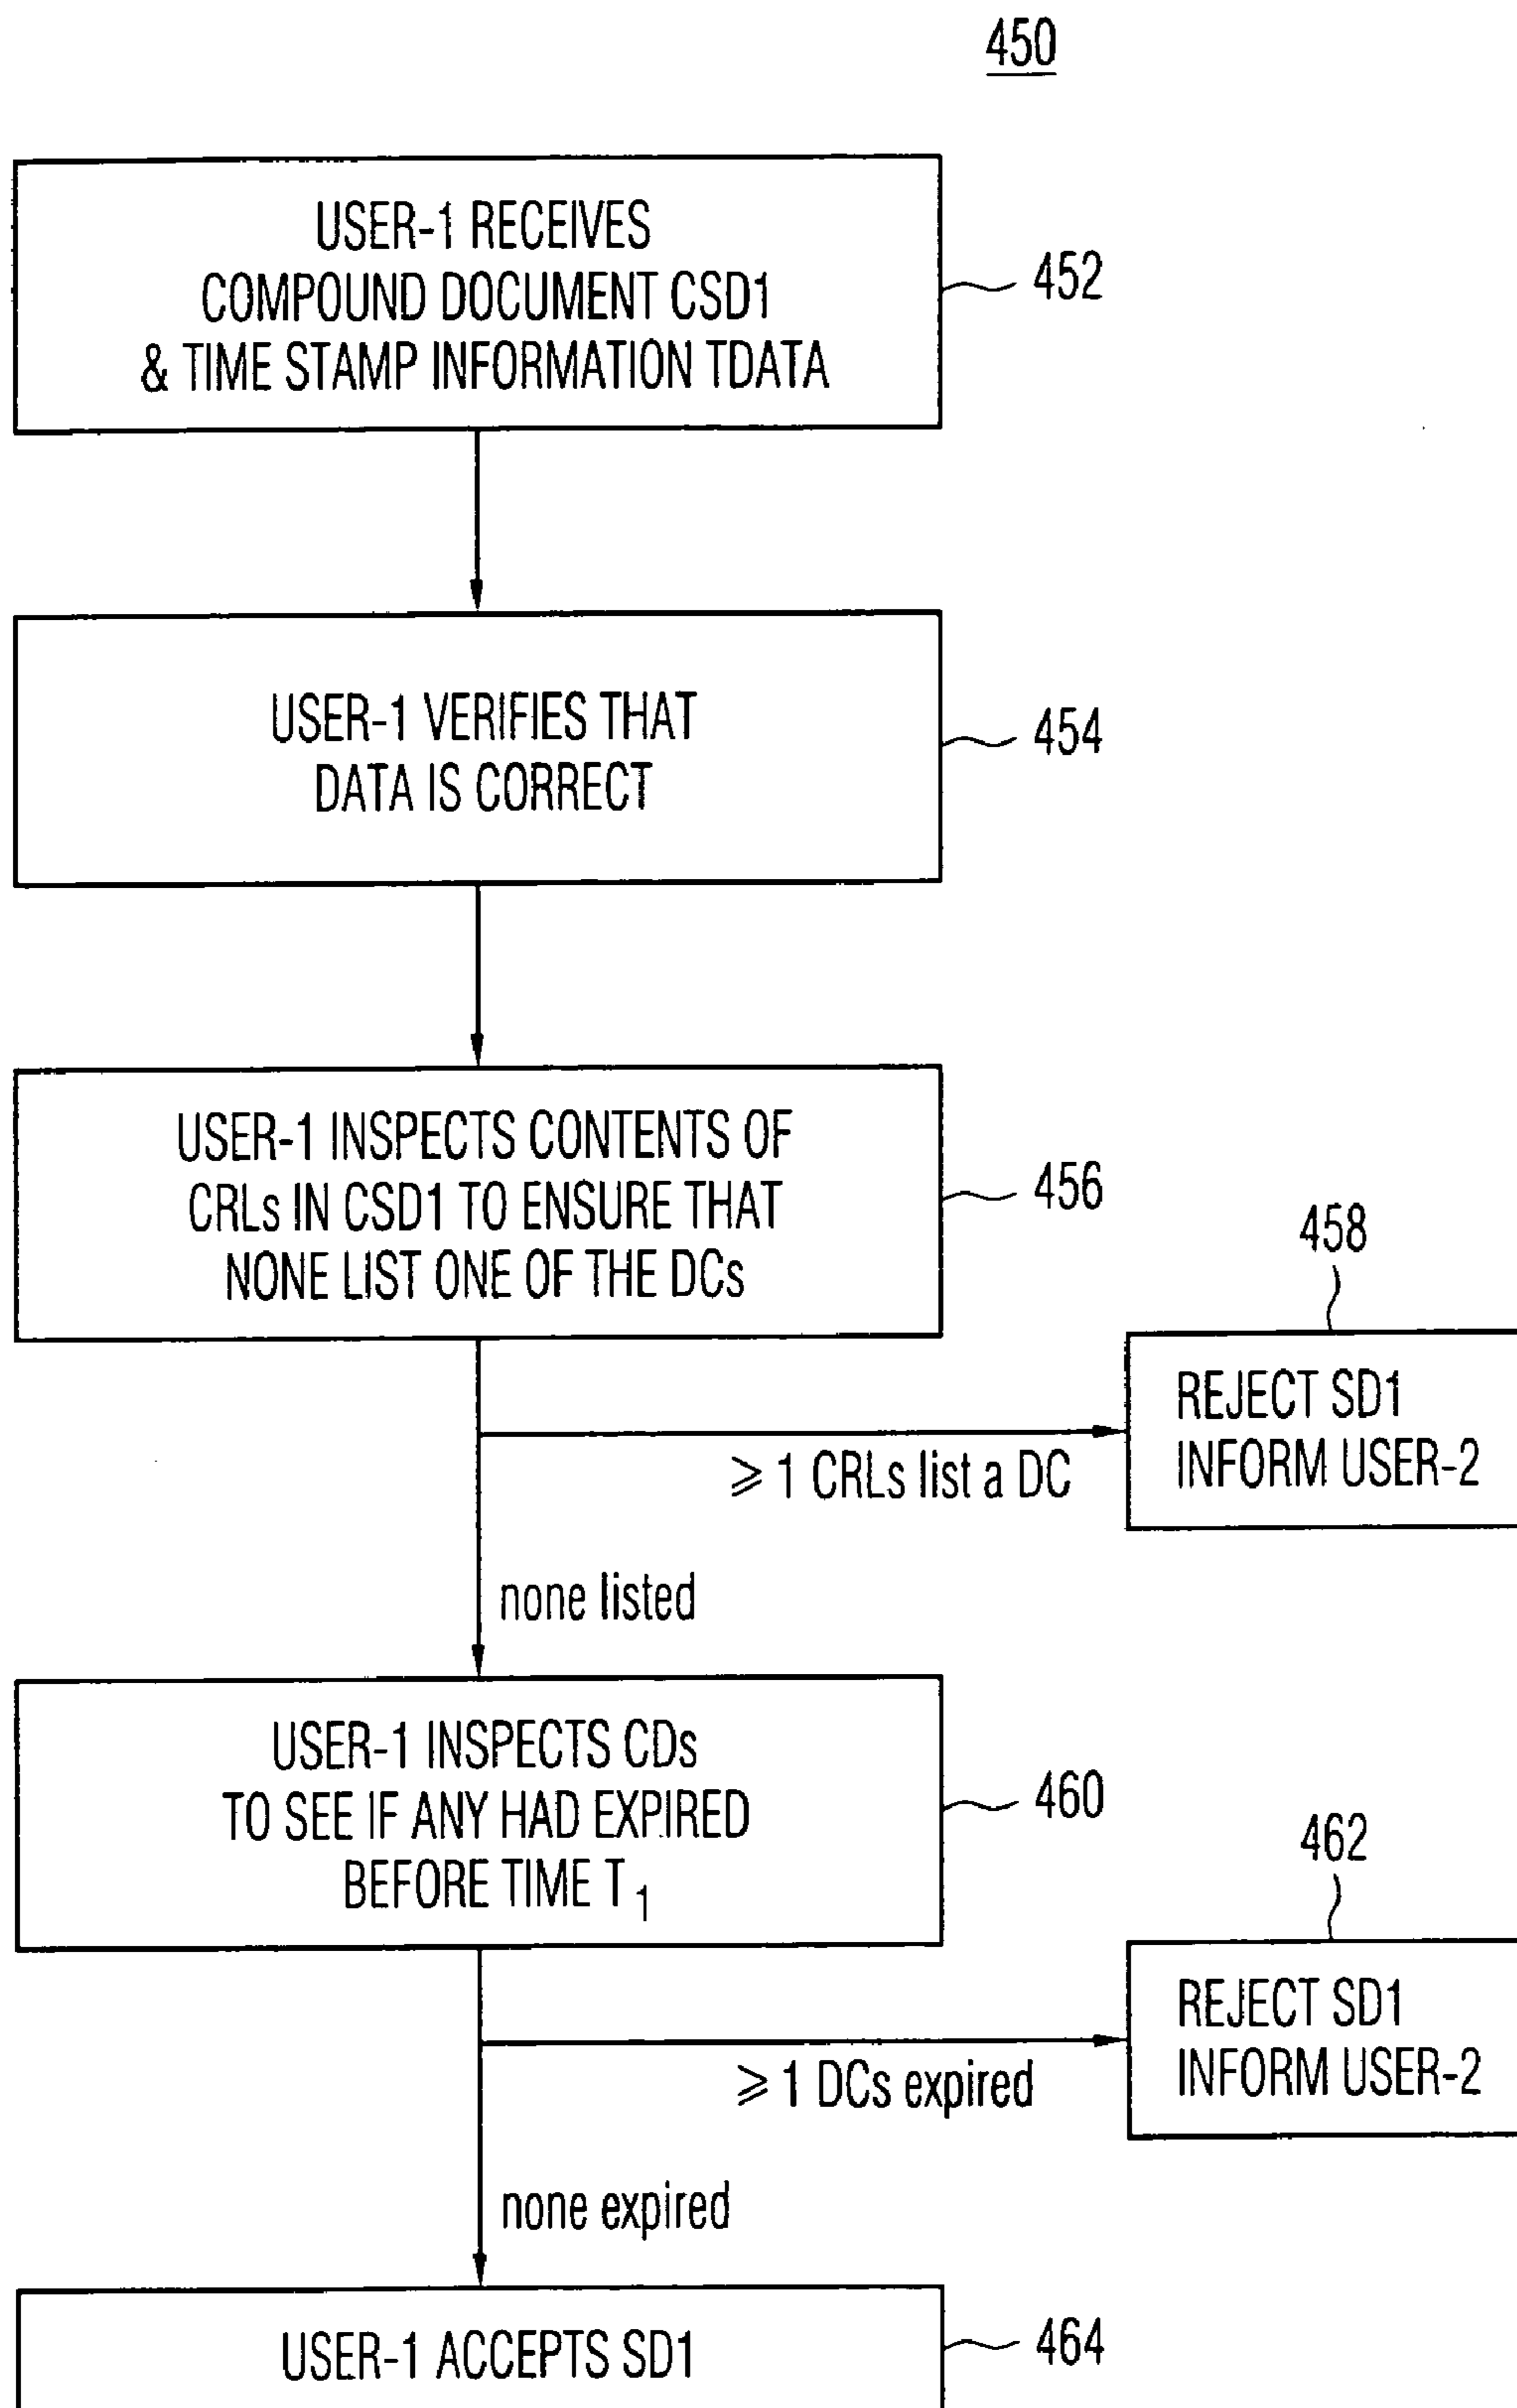 450
USER-1 RECEIVES
COMPOUND DOCUMENT CSD1
& TIME STAMP INFORMATION TDATA
452
USER-1 VERIFIES THAT
DATA IS CORRECT
454
USER-1 INSPECTS CONTENTS OF
CRLs IN CSD1 TO ENSURE THAT
NONE LIST ONE OF THE DCs
456
458
REJECT SD1
INFORM USER-2
⩾ 1 CRLs list a DC
none listed
USER-1 INSPECTS CDs
TO SEE IF ANY HAD EXPIRED
BEFORE TIME T1
460
462
REJECT SD1
INFORM USER-2
⩾ 1 DCs expired
none expired
USER-1 ACCEPTS SD1
464